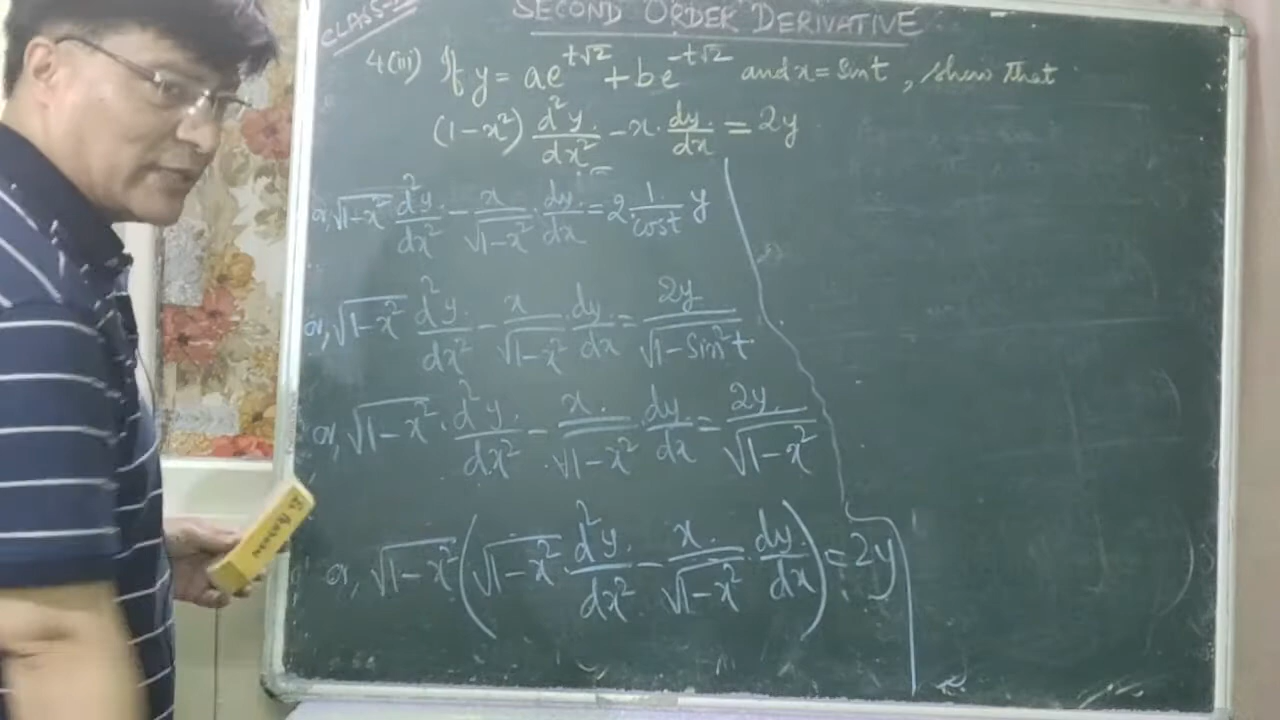 CLASS-
SECOND ORDER DERIVATIVE
4(iii) If y = ae^{t√2} + be^{-t√2} and x = sint, show that
(1-x²) d²y/dx² - x · dy/dx = 2y
or, √(1-x²) d²y/dx² - x/√(1-x²) · dy/dx = 2 · 1/cost y
or, √(1-x²) d²y/dx² - x/√(1-x²) · dy/dx = 2y/√(1-sin²t)
or, √(1-x²) · d²y/dx² - x/√(1-x²) · dy/dx = 2y/√(1-x²)
or, √(1-x²) (√(1-x²) · d²y/dx² - x/√(1-x²) · dy/dx) = 2y